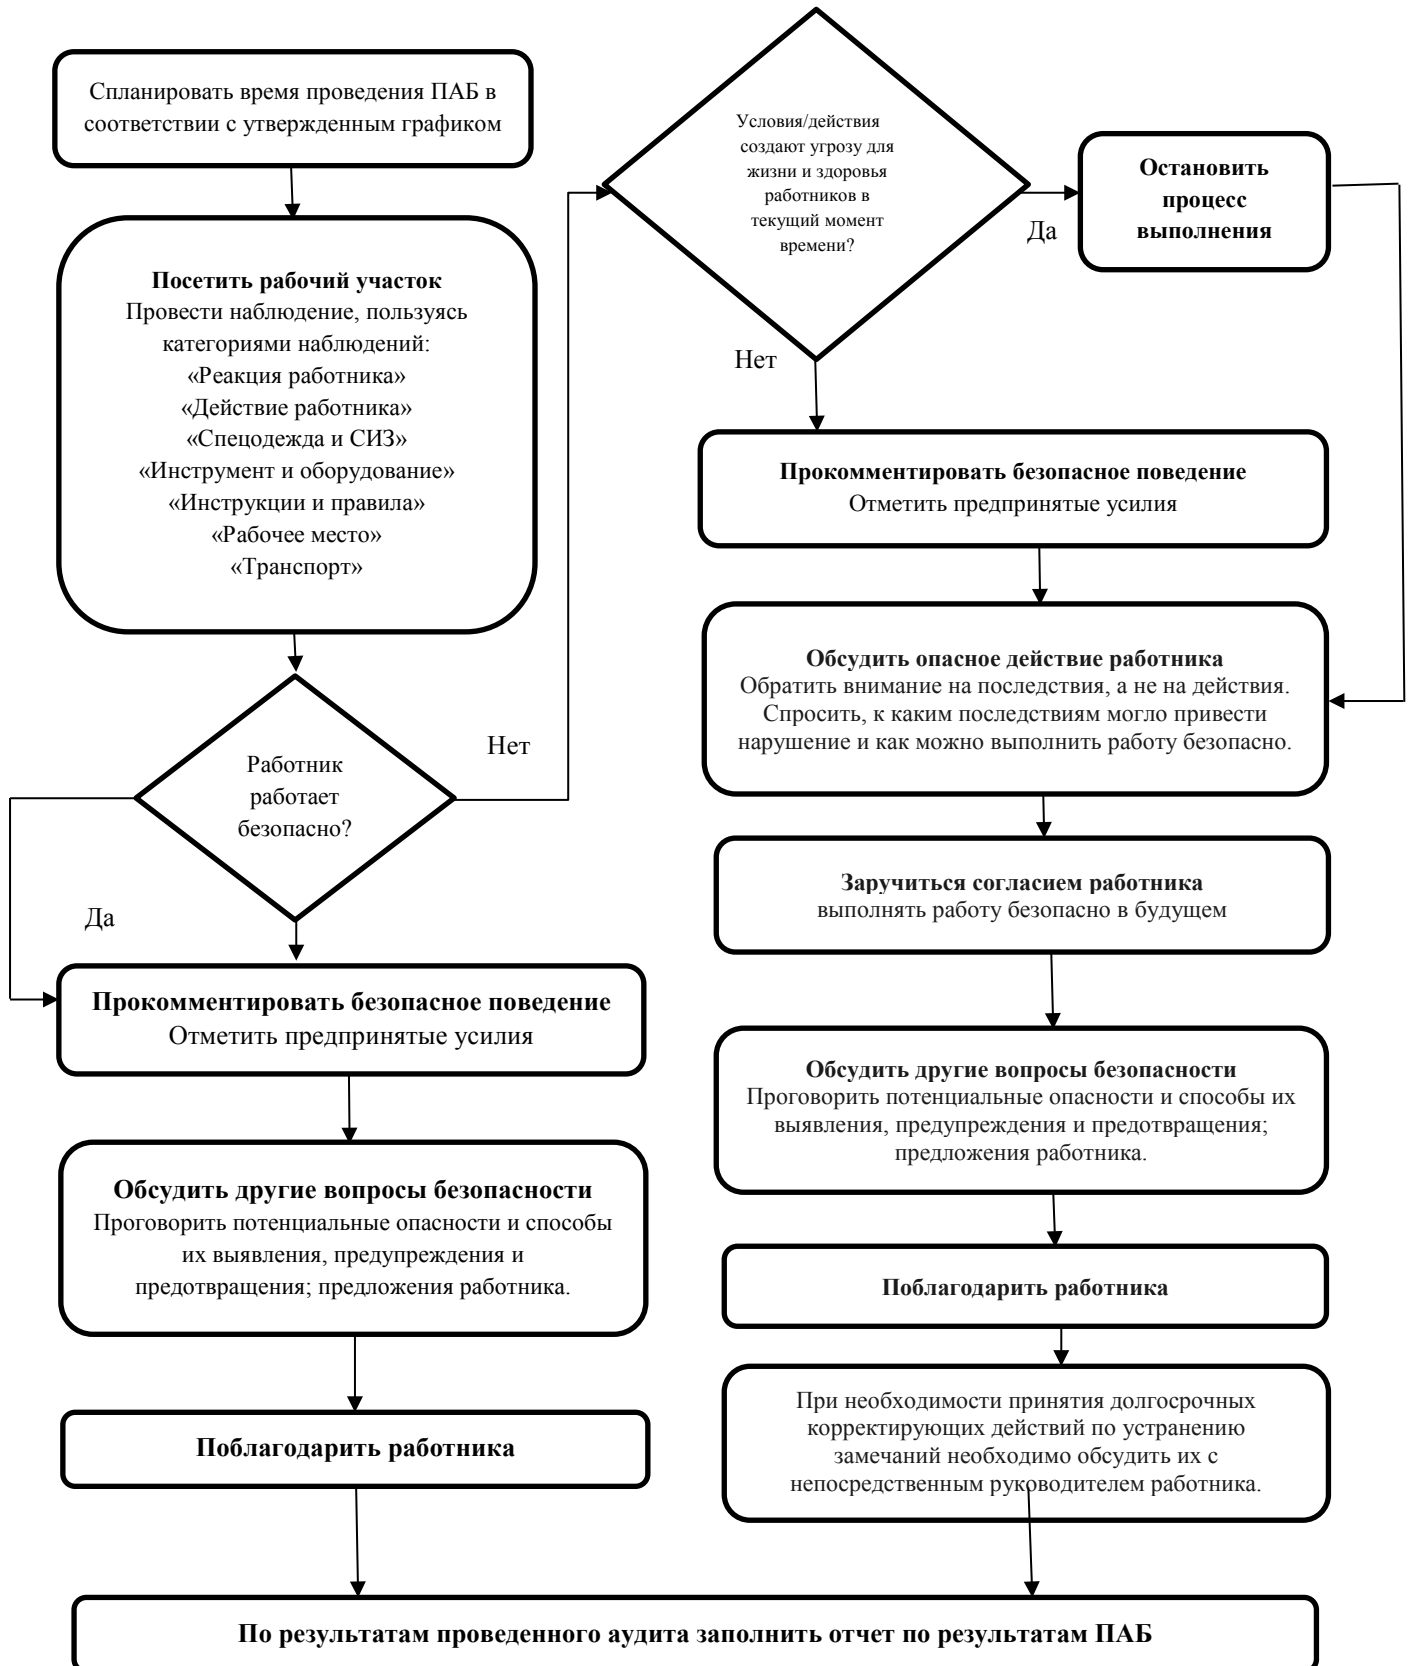 Спланировать время проведения ПАБ в
соответствии с утвержденным графиком
Посетить рабочий участок
Провести наблюдение, пользуясь
категориями наблюдений:
«Реакция работника»
«Действие работника»
«Спецодежда и СИЗ»
«Инструмент и оборудование»
«Инструкции и правила»
«Рабочее место»
«Транспорт»
Работник
работает
безопасно?
Нет
Да
Прокомментировать безопасное поведение
Отметить предпринятые усилия
Обсудить другие вопросы безопасности
Проговорить потенциальные опасности и способы
их выявления, предупреждения и
предотвращения; предложения работника.
Поблагодарить работника
Условия/действия
создают угрозу для
жизни и здоровья
работников в
текущий момент
времени?
Да
Остановить
процесс
выполнения
Нет
Прокомментировать безопасное поведение
Отметить предпринятые усилия
Обсудить опасное действие работника
Обратить внимание на последствия, а не на действия.
Спросить, к каким последствиям могло привести
нарушение и как можно выполнить работу безопасно.
Заручиться согласием работника
выполнять работу безопасно в будущем
Обсудить другие вопросы безопасности
Проговорить потенциальные опасности и способы их
выявления, предупреждения и предотвращения;
предложения работника.
Поблагодарить работника
При необходимости принятия долгосрочных
корректирующих действий по устранению
замечаний необходимо обсудить их с
непосредственным руководителем работника.
По результатам проведенного аудита заполнить отчет по результатам ПАБ